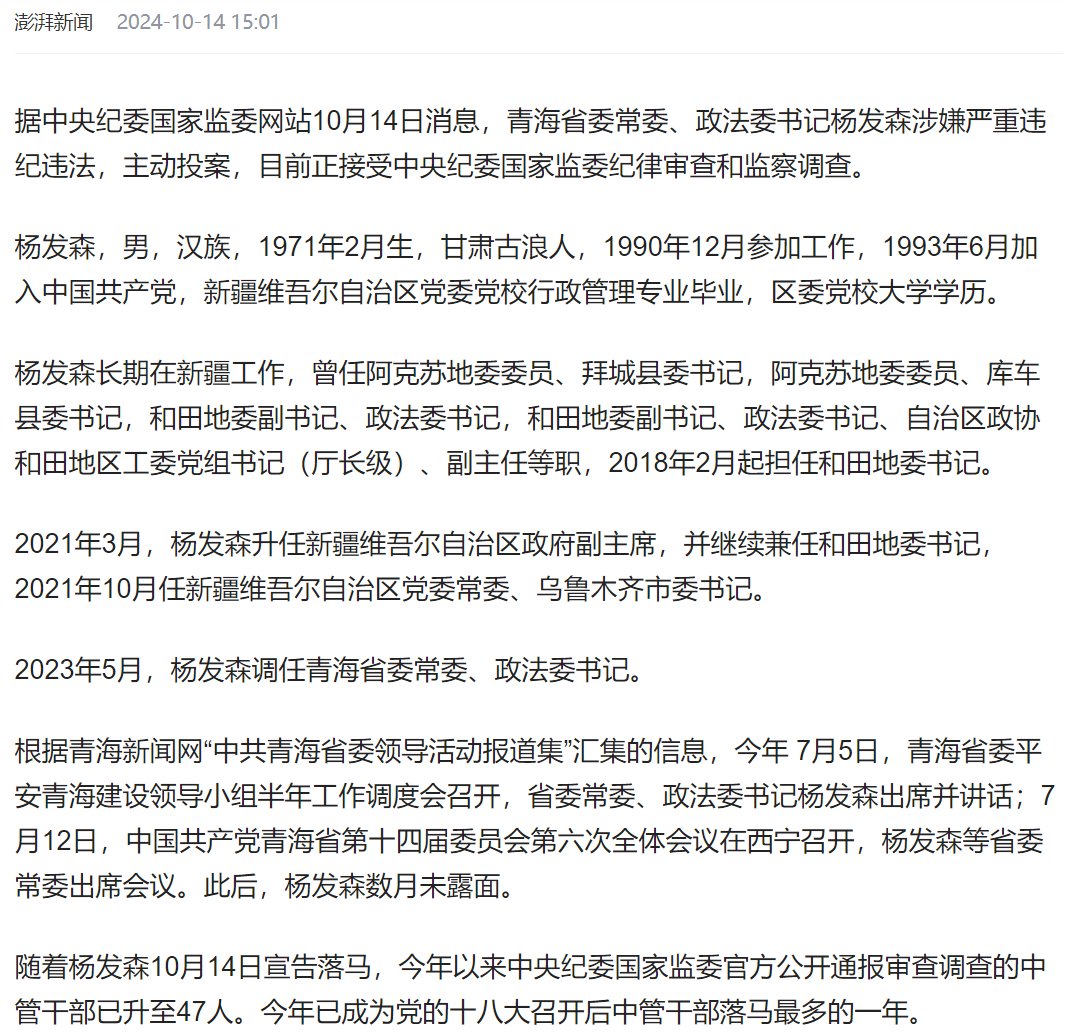 澎湃新闻 2024-10-14 15:01
据中央纪委国家监委网站10月14日消息，青海省委常委、政法委书记杨发森涉嫌严重违
纪违法，主动投案，目前正接受中央纪委国家监委纪律审查和监察调查。
杨发森，男，汉族，1971年2月生，甘肃古浪人，1990年12月参加工作，1993年6月加
入中国共产党，新疆维吾尔自治区党委党校行政管理专业毕业，区委党校大学学历。
杨发森长期在新疆工作，曾任阿克苏地委委员、拜城县委书记，阿克苏地委委员、库车
县委书记，和田地委副书记、政法委书记，和田地委副书记、政法委书记、自治区政协
和田地区工委党组书记（厅长级）、副主任等职，2018年2月起担任和田地委书记。
2021年3月，杨发森升任新疆维吾尔自治区政府副主席，并继续兼任和田地委书记，
2021年10月任新疆维吾尔自治区党委常委、乌鲁木齐市委书记。
2023年5月，杨发森调任青海省委常委、政法委书记。
根据青海新闻网“中共青海省委领导活动报道集”汇集的信息，今年 7月5日，青海省委平
安青海建设领导小组半年工作调度会召开，省委常委、政法委书记杨发森出席并讲话；7
月12日，中国共产党青海省第十四届委员会第六次全体会议在西宁召开，杨发森等省委
常委出席会议。此后，杨发森数月未露面。
随着杨发森10月14日宣告落马，今年以来中央纪委国家监委官方公开通报审查调查的中
管干部已升至47人。今年已成为党的十八大召开后中管干部落马最多的一年。